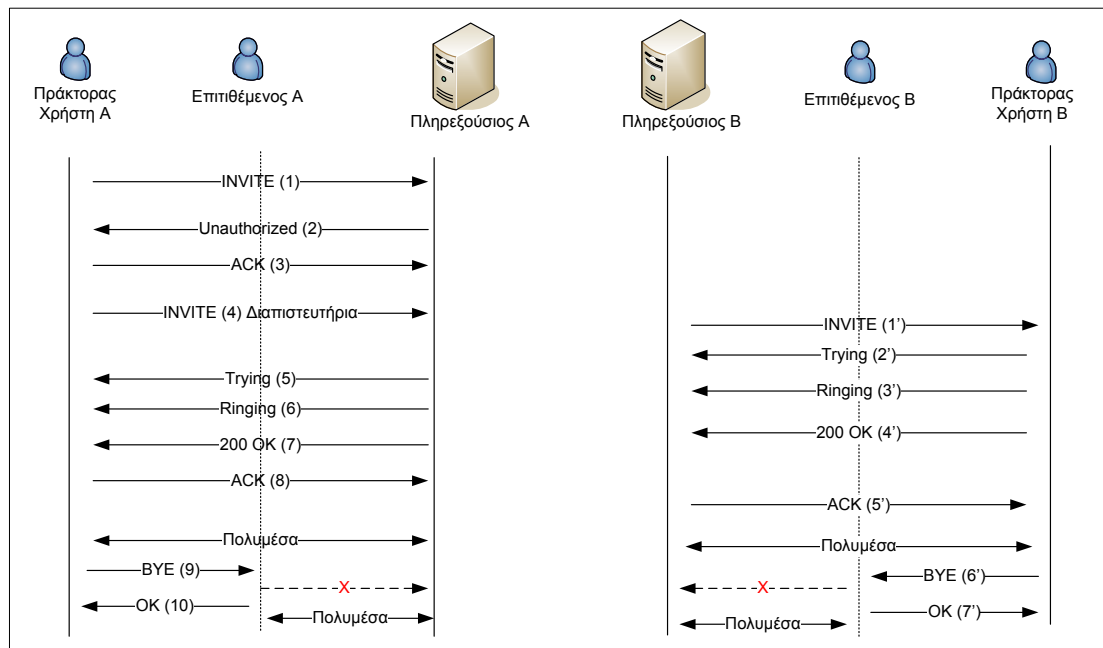 Πράκτορας
Χρήστη Α
Επιτιθέμενος Α
Πληρεξούσιος Α
Πληρεξούσιος Β
Επιτιθέμενος Β
Πράκτορας
Χρήστη Β
INVITE (1)
Unauthorized (2)
ACK (3)
INVITE (4) Διαπιστευτήρια
Trying (5)
Ringing (6)
200 OK (7)
ACK (8)
Πολυμέσα
BYE (9)
X
OK (10)
Πολυμέσα
INVITE (1’)
Trying (2’)
Ringing (3’)
200 OK (4’)
ACK (5’)
Πολυμέσα
BYE (6’)
X
OK (7’)
Πολυμέσα